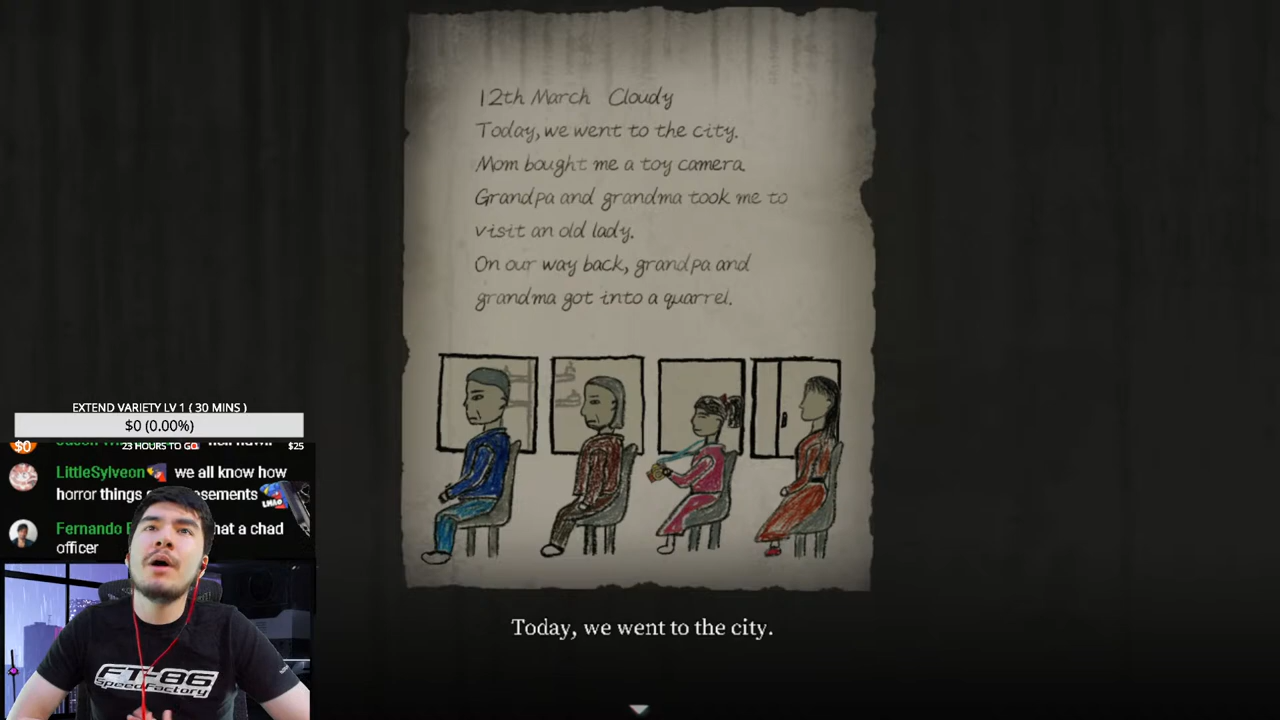 12th March Cloudy
Today, we went to the city.
Mom bought me a toy camera.
Grandpa and grandma took me to
visit an old lady.
On our way back, grandpa and
grandma got into a quarrel.
EXTEND VARIETY LV 1 ( 30 MINS )
$0 (0.00%)
$0 23 HOURS TO GO $25
LittleSylveon we all know how
horror things
Fernando hat a chad
officer
FT-86
SpeedFactory
Today, we went to the city.